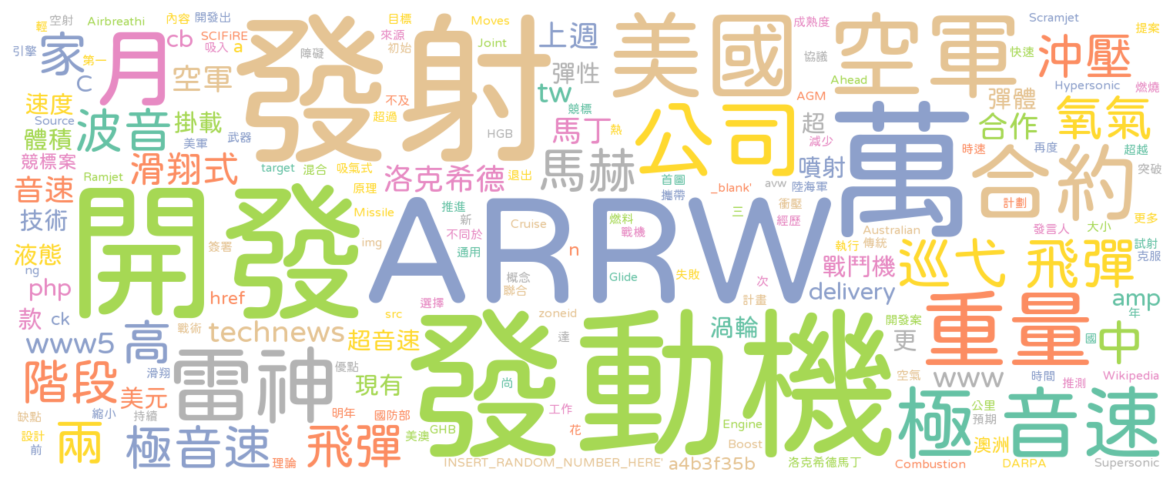 Airbreathi 空射 輕 內容 開發出
引擎 第一 SCIFiRE 吸入 cb a
家 月 C 空軍
發射
障礙
目標 來源 初始 Moves Joint 上週
彈性 tw 不及 超過 HGB 競標
美國 空軍
成熟度 協議 Ahead AGM 減少
快速 沖壓 提案
Hypersonic 燃燒
彈體 合作 氧氣
速度 Source 美軍 武器
體積 波音 掛載
競標案 滑翔式
target 混合 吸氣式 選出
馬丁 熱 公司 超
馬赫 噴射 萬 時速 再度 超越
音速 Ramjet 原理 洛克希德 首圖 _blank' avw 陸海軍 合約 突破
攜帶 三 衝壓 經歷 計劃 更多
技術 開發 Missile 推進 新 Cruise 燃料 戰機
ARRW
簽署 img 不同於 通用 Australian 發言人 大小
液態 執行 傳統 巡弋 飛彈 試射 克服
ng php href 概念 聯合 n Glide 失敗 次 戰鬥機
款 ck 選擇 src zoneid 計畫 delivery
戰術 technews 渦輪 開發案 重量 amp 年
www5 高 超音速 發動機 遠 更 國 中
滑翔 優點 空氣 www 時間 推測 Wikipedia
階段 美元 雷神 現有 尚
缺點 縮小 持續 明年 國防部 工作 極音速 公里 預期
設計 前 兩 極音速 理論 飛彈 美澳 GHB 花 Engine Boost 澳洲
INSERT_RANDOM_NUMBER_HERE' a4b3f35b 洛克希德馬丁 Combustion DARPA Supersonic